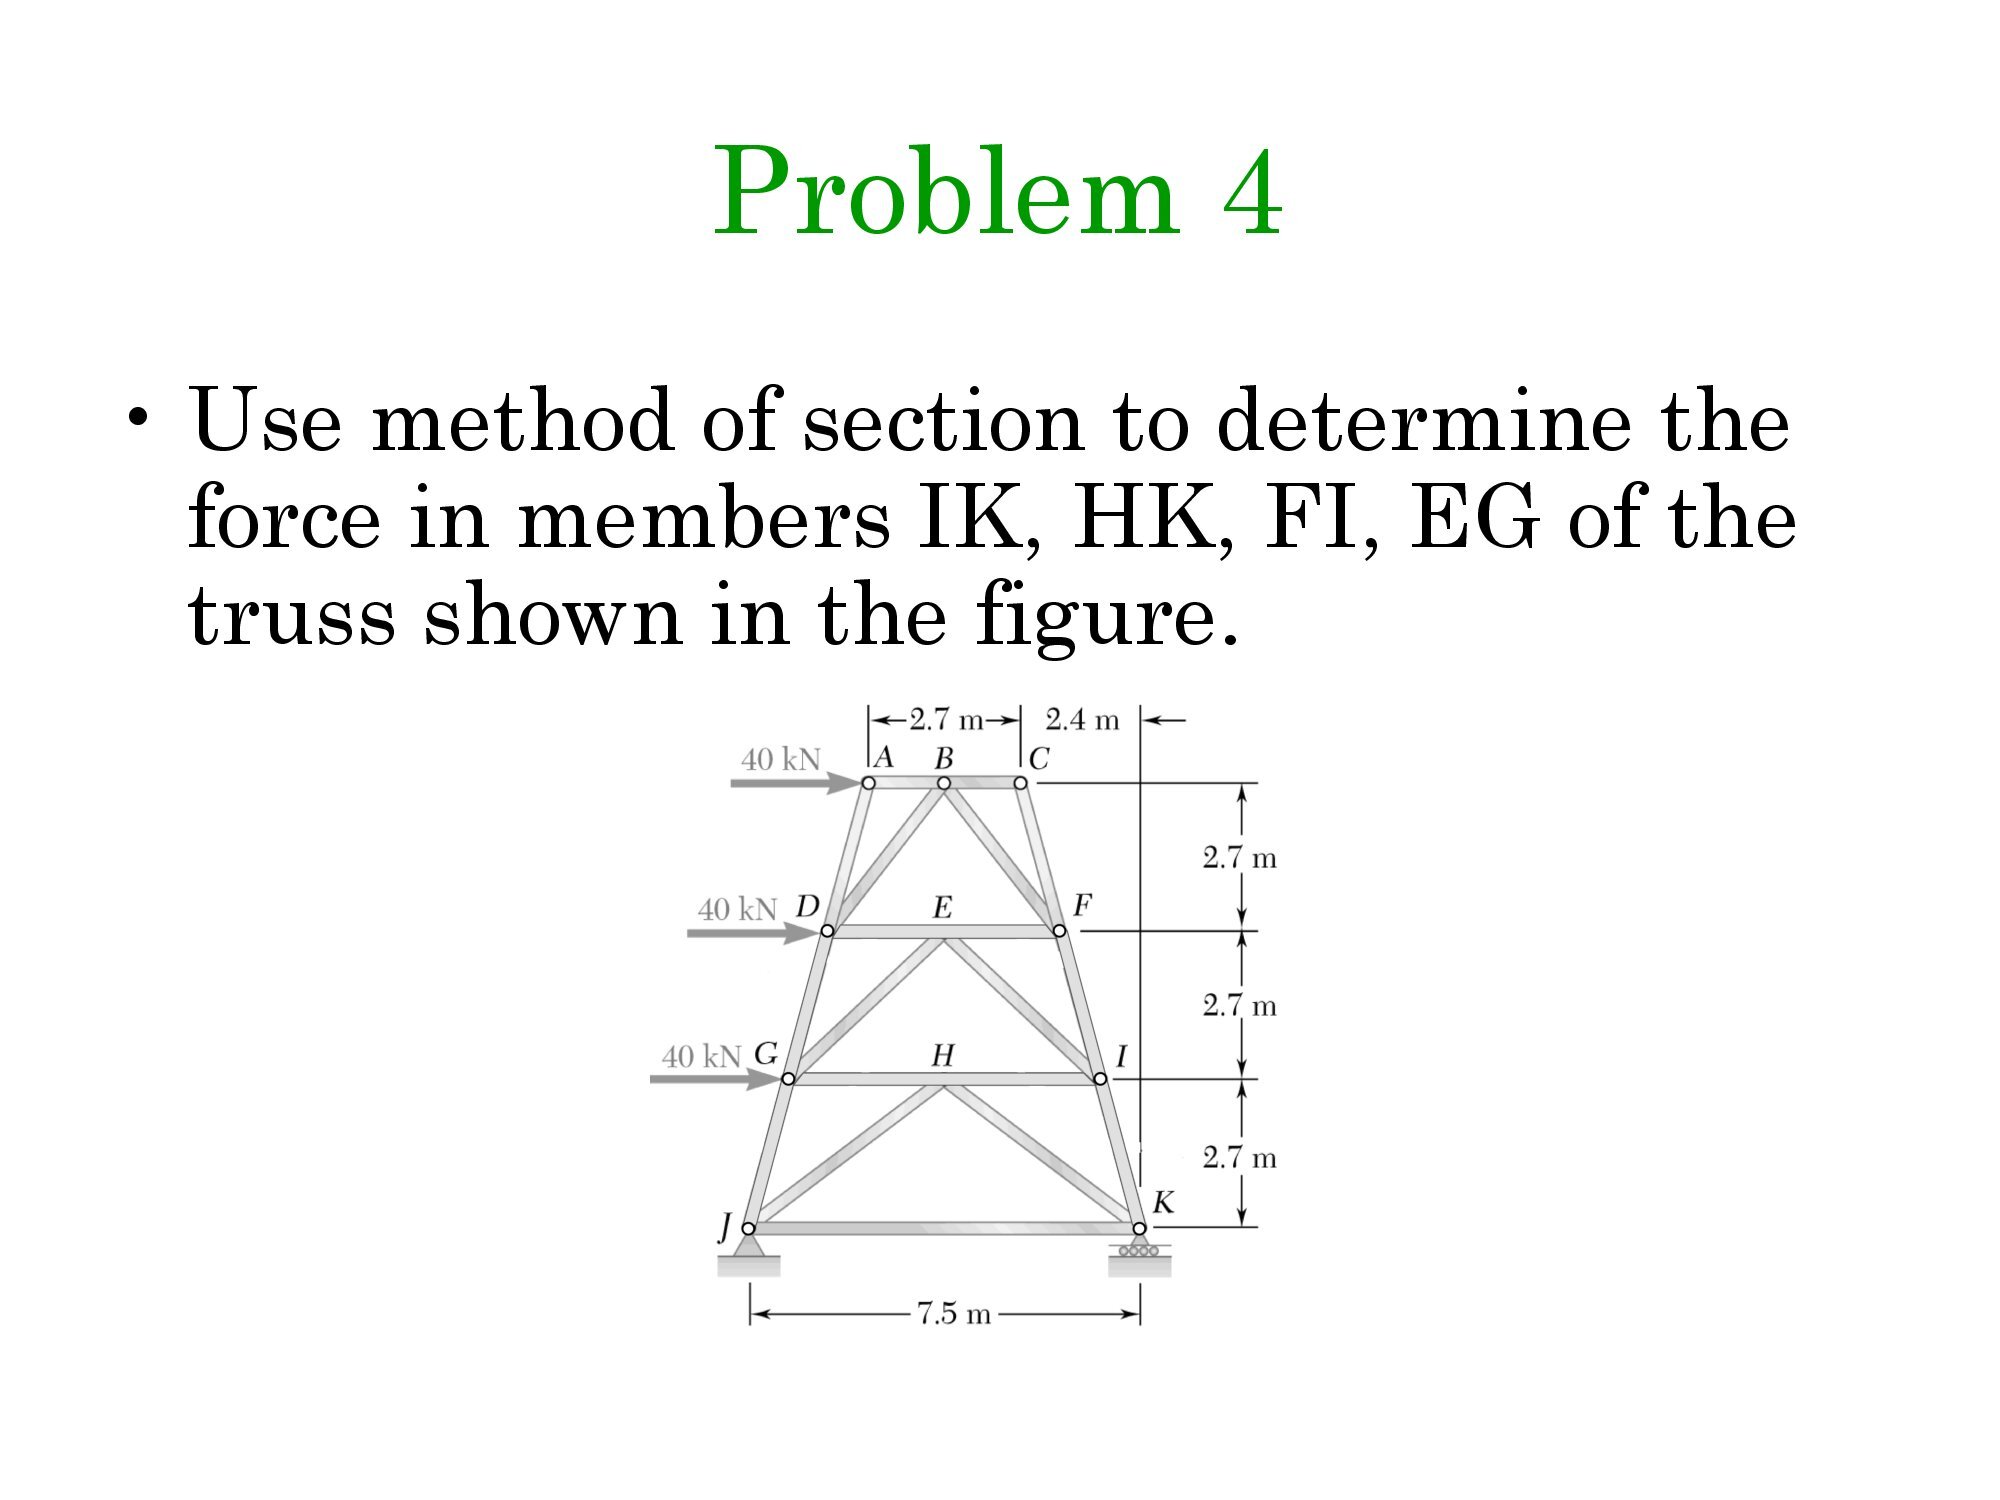 Problem 4
• Use method of section to determine the
force in members IK, HK, FI, EG of the
truss shown in the figure.
2.7 m 2.4 m
40 kN A B C
2.7 m
40 kN D E F
2.7 m
40 kN G H I
2.7 m
J K
7.5 m